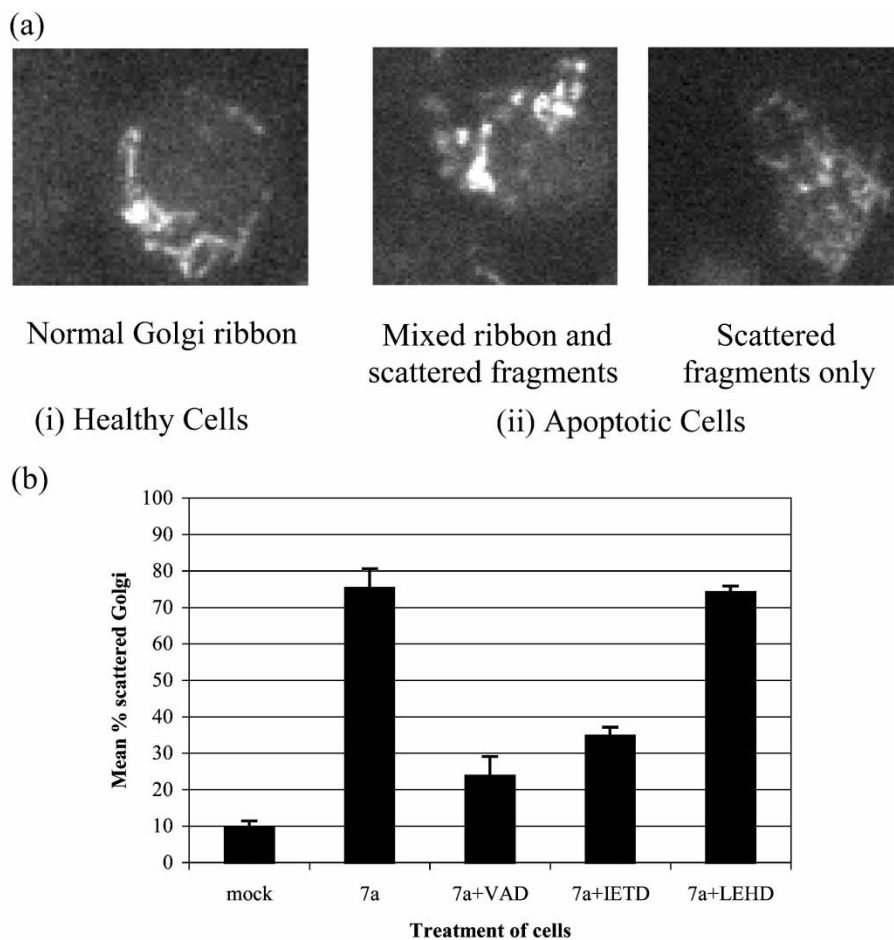 (a)
Normal Golgi ribbon
Mixed ribbon and
scattered fragments
Scattered
fragments only
(i) Healthy Cells
(ii) Apoptotic Cells
(b)
Mean % scattered Golgi
100
90
80
70
60
50
40
30
20
10
0
mock
7a
7a+VAD
7a+IETD
7a+LEHD
Treatment of cells